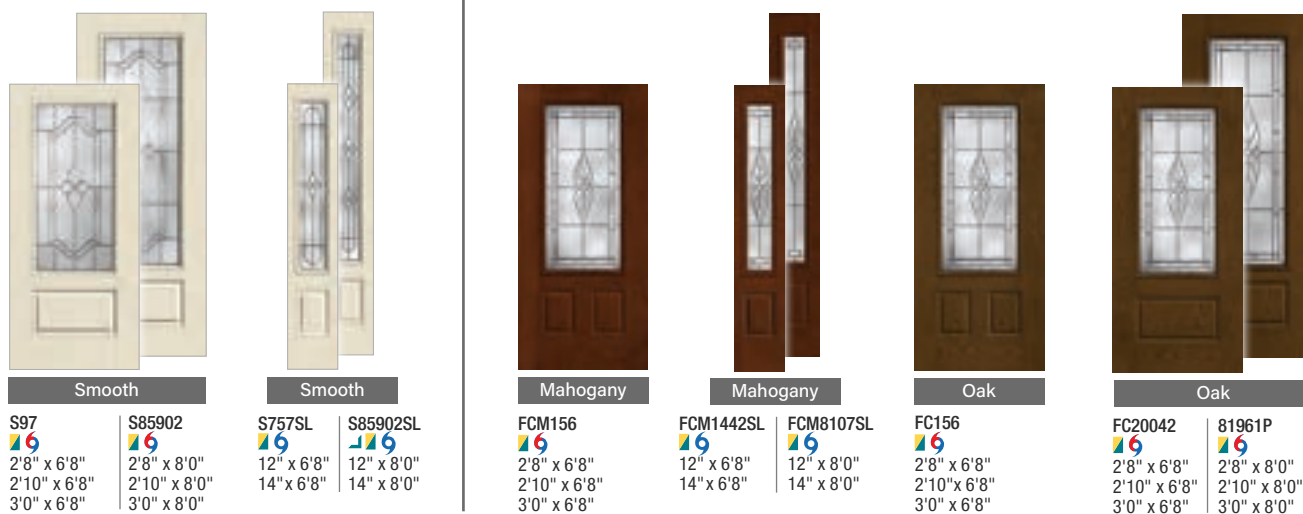 Smooth
S97
2'8" x 6'8"
2'10" x 6'8"
3'0" x 6'8"
S85902
2'8" x 8'0"
2'10" x 8'0"
3'0" x 8'0"
Smooth
S757SL
12" x 6'8"
14"x 6'8"
S85902SL
12" x 8'0"
14" x 8'0"
Mahogany
FCM156
2'8" x 6'8"
2'10" x 6'8"
3'0" x 6'8"
Mahogany
FCM1442SL
12" x 6'8"
14"x 6'8"
FCM8107SL
12" x 8'0"
14" x 8'0"
Oak
FC156
2'8" x 6'8"
2'10"x 6'8"
3'0" x 6'8"
Oak
FC20042
2'8" x 6'8"
2'10" x 6'8"
3'0" x 6'8"
81961P
2'8" x 8'0"
2'10" x 8'0"
3'0" x 8'0"